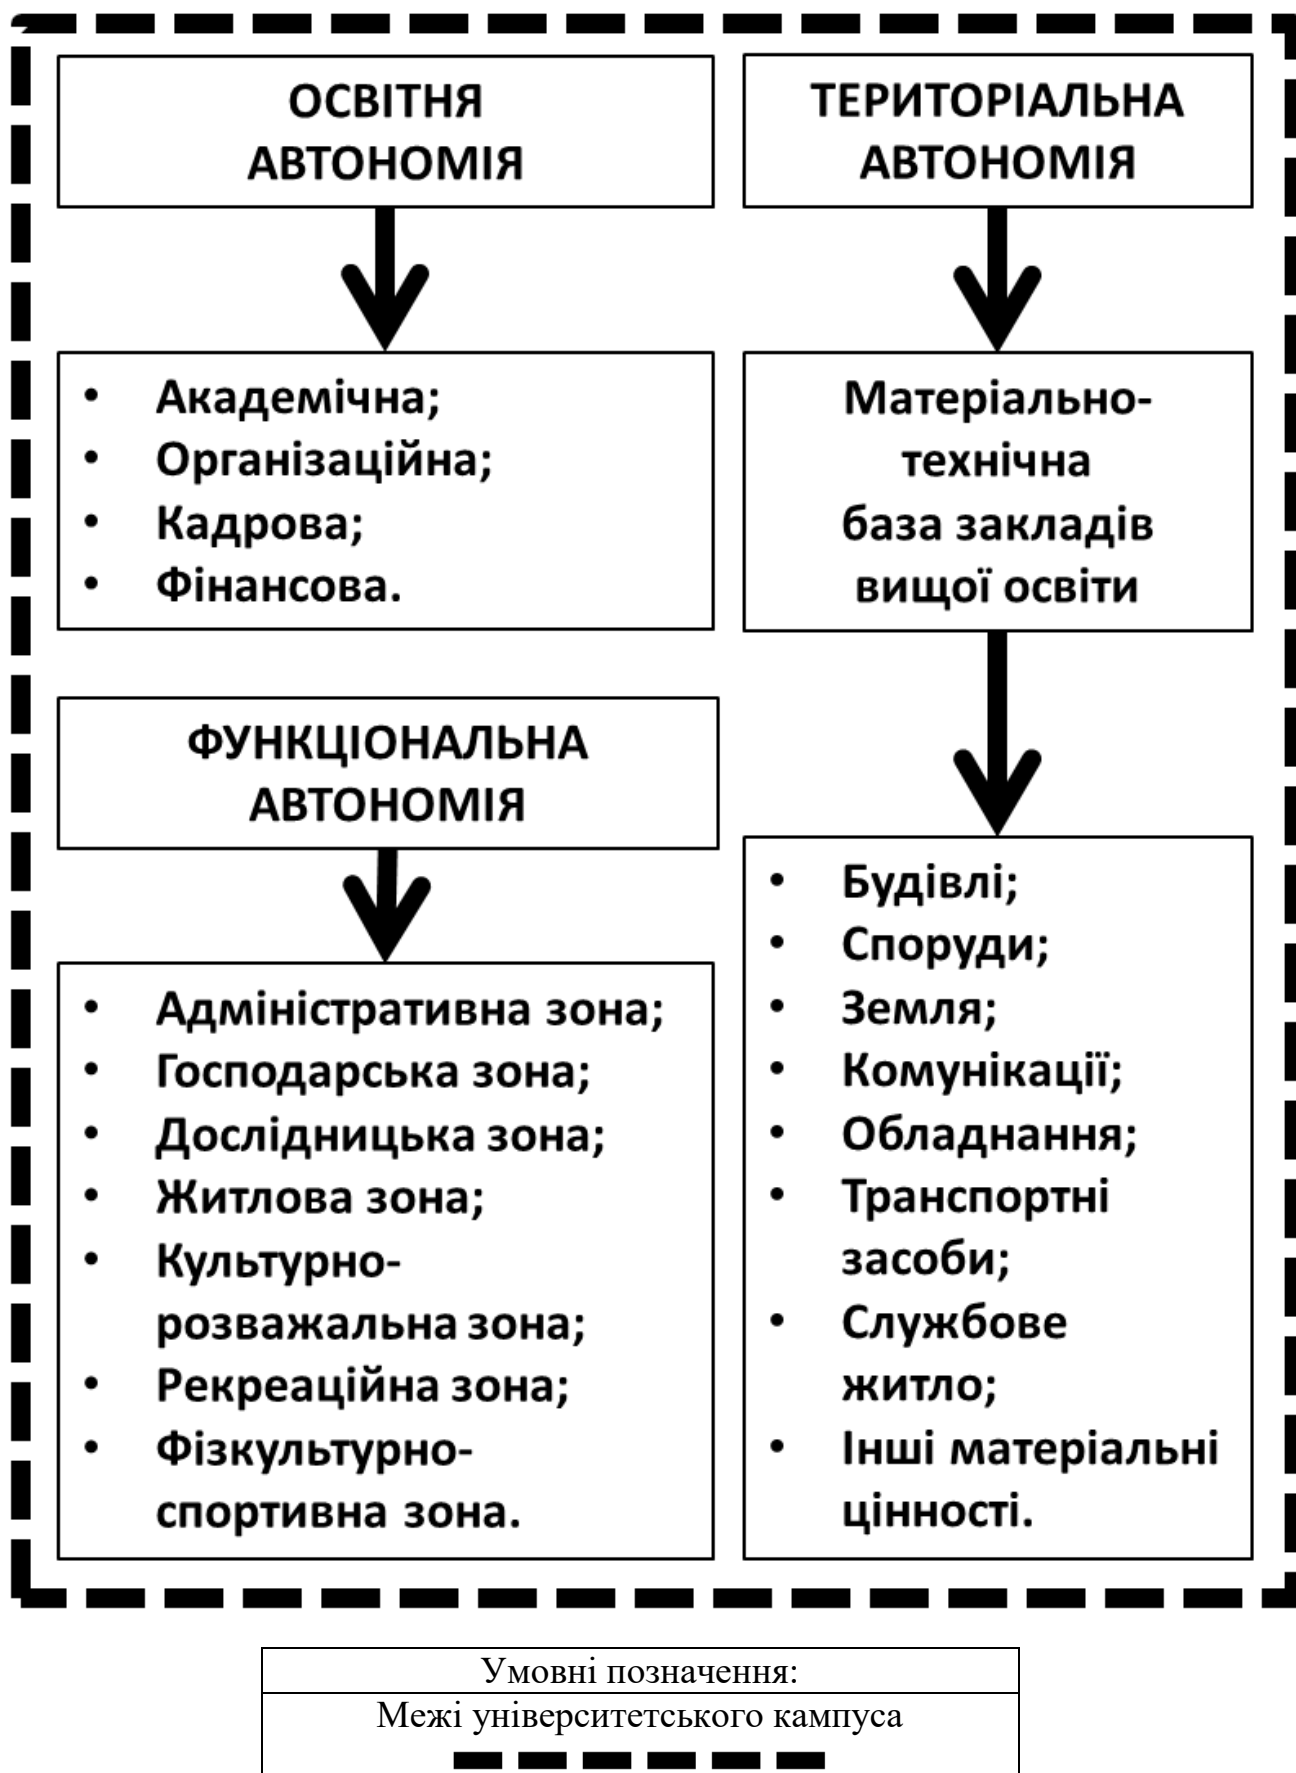 ОСВІТНЯ
АВТОНОМІЯ
• Академічна;
• Організаційна;
• Кадрова;
• Фінансова.
ФУНКЦІОНАЛЬНА
АВТОНОМІЯ
• Адміністративна зона;
• Господарська зона;
• Дослідницька зона;
• Житлова зона;
• Культурно-
розважальна зона;
• Рекреаційна зона;
• Фізкультурно-
спортивна зона.
ТЕРИТОРІАЛЬНА
АВТОНОМІЯ
Матеріально-
технічна
база закладів
вищої освіти
• Будівлі;
• Споруди;
• Земля;
• Комунікації;
• Обладнання;
• Транспортні
засоби;
• Службове
житло;
• Інші матеріальні
цінності.
Умовні позначення:
Межі університетського кампуса